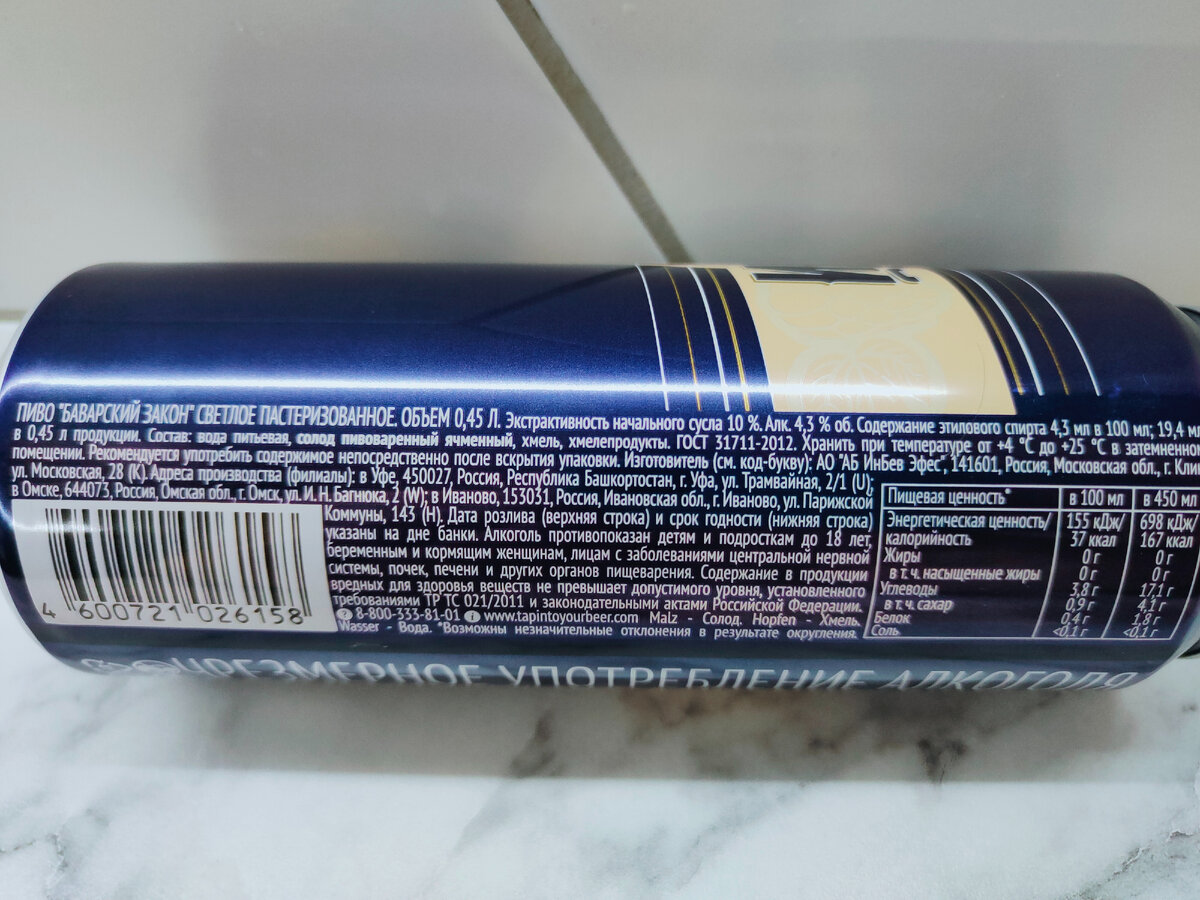 ПИВО "БАВАРСКИЙ ЗАКОН" СВЕТЛОЕ ПАСТЕРИЗОВАННОЕ. ОБЪЕМ 0,45 Л. Экстрактивность начального сусла 10 %. Алк. 4,3 % об. Содержание этилового спирта 4,3 мл в 100 мл; 19,4 мл
в 0,45 л продукции. Состав: вода питьевая, солод пивоваренный ячменный, хмель, хмелепродукты. ГОСТ 31711-2012. Хранить при температуре от +4 °С до +25 °С в затемненном
помещении. Рекомендуется употребить содержимое непосредственно после вскрытия упаковки. Изготовитель (см. код-букву): АО "АБ ИнБев Эфес", 141601, Россия, Московская обл., г. Клин
ул. Московская, 28 (К). Адреса производства (филиалы): в Уфе, 450027, Россия, Республика Башкортостан, г. Уфа, ул. Трамвайная, 2/1 (U);
в Омске, 644073, Россия, Омская обл., г. Омск, ул. И. Н. Багнюка, 2 (W); в Иваново, 153031, Россия, Ивановская обл., г. Иваново, ул. Парижской
Коммуны, 143 (Н). Дата розлива (верхняя строка) и срок годности (нижняя строка)
указаны на дне банки. Алкоголь противопоказан детям и подросткам до 18 лет,
беременным и кормящим женщинам, лицам с заболеваниями центральной нервной
системы, почек, печени и других органов пищеварения. Содержание в продукции
вредных для здоровья веществ не превышает допустимого уровня, установленного
требованиями ТР ТС 021/2011 и законодательными актами Российской Федерации.
8-800-333-81-01 www.tapintoyourbeer.com Malz - Солод. Hopfen - Хмель.
Wasser - Вода. *Возможны незначительные отклонения в результате округления.
Пищевая ценность* в 100 мл в 450 мл
Энергетическая ценность/ 155 кДж/ 698 кДж/
калорийность 37 ккал 167 ккал
Жиры 0 г 0 г
в т. ч. насыщенные жиры 0 г 0 г
Углеводы 3,8 г 17,1 г
в т. ч. сахар 0,9 г 4,1 г
Белок 0,4 г 1,8 г
Соль <0,1 г <0,1 г
4 600721 026158
ЧРЕЗМЕРНОЕ УПОТРЕБЛЕНИЕ АЛКОГОЛЯ